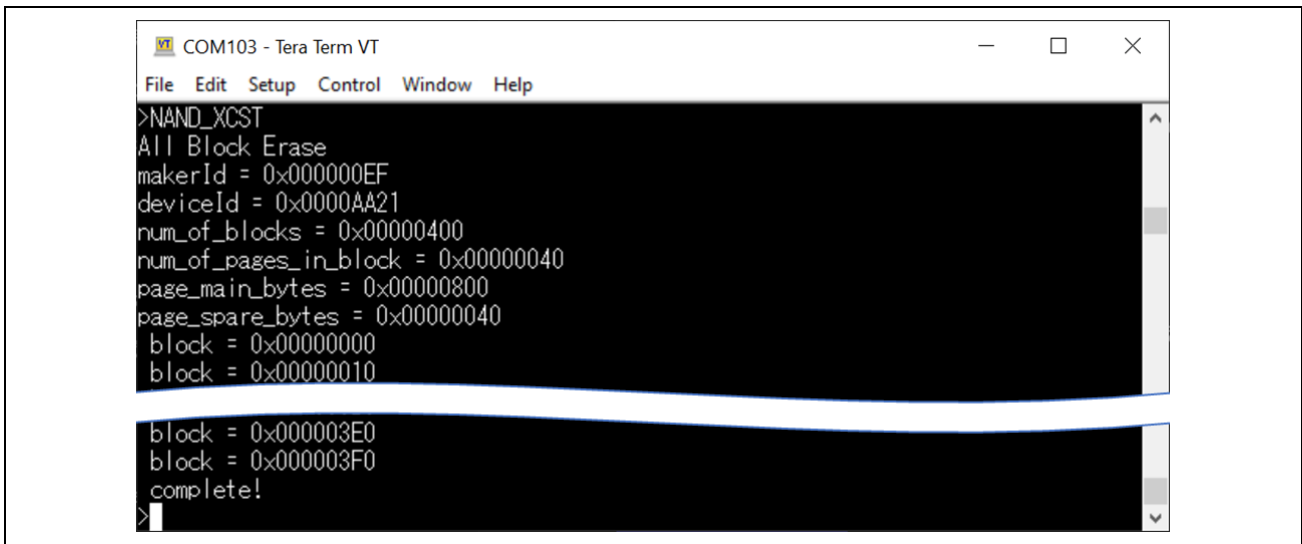 COM103 - Tera Term VT
File Edit Setup Control Window Help
>NAND_XCST
All Block Erase
makerId = 0x000000EF
deviceId = 0x0000AA21
num_of_blocks = 0x00000400
num_of_pages_in_block = 0x00000040
page_main_bytes = 0x00000800
page_spare_bytes = 0x00000040
block = 0x00000000
block = 0x00000010
block = 0x000003E0
block = 0x000003F0
complete!
>